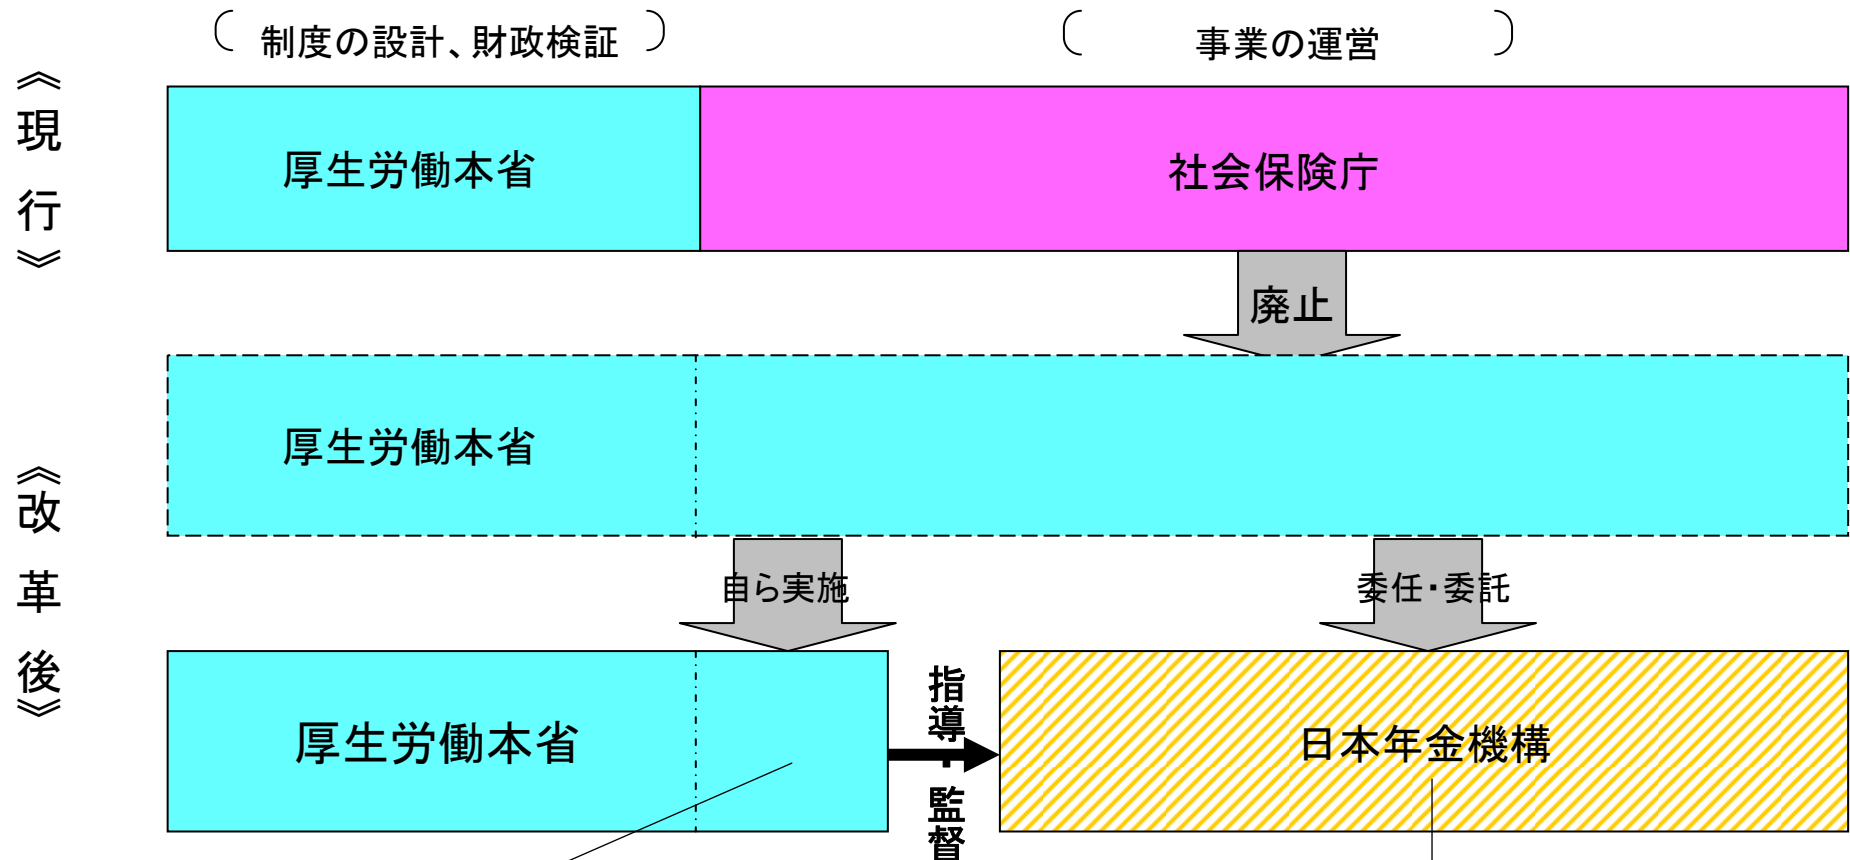 （ 制度の設計、財政検証 ）
（ 事業の運営 ）
《現行》
厚生労働本省
社会保険庁
廃止
《改革後》
厚生労働本省
自ら実施
委任・委託
厚生労働本省
指導・監督
日本年金機構